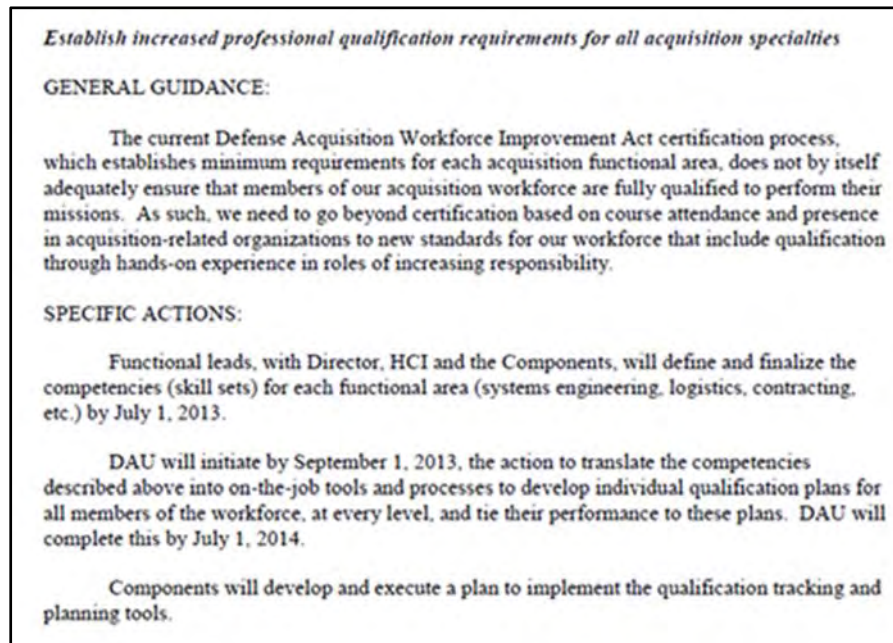 Establish increased professional qualification requirements for all acquisition specialties
GENERAL GUIDANCE:
The current Defense Acquisition Workforce Improvement Act certification process,
which establishes minimum requirements for each acquisition functional area, does not by itself
adequately ensure that members of our acquisition workforce are fully qualified to perform their
missions. As such, we need to go beyond certification based on course attendance and presence
in acquisition-related organizations to new standards for our workforce that include qualification
through hands-on experience in roles of increasing responsibility.
SPECIFIC ACTIONS:
Functional leads, with Director, HCI and the Components, will define and finalize the
competencies (skill sets) for each functional area (systems engineering, logistics, contracting,
etc.) by July 1, 2013.
DAU will initiate by September 1, 2013, the action to translate the competencies
described above into on-the-job tools and processes to develop individual qualification plans for
all members of the workforce, at every level, and tie their performance to these plans. DAU will
complete this by July 1, 2014.
Components will develop and execute a plan to implement the qualification tracking and
planning tools.